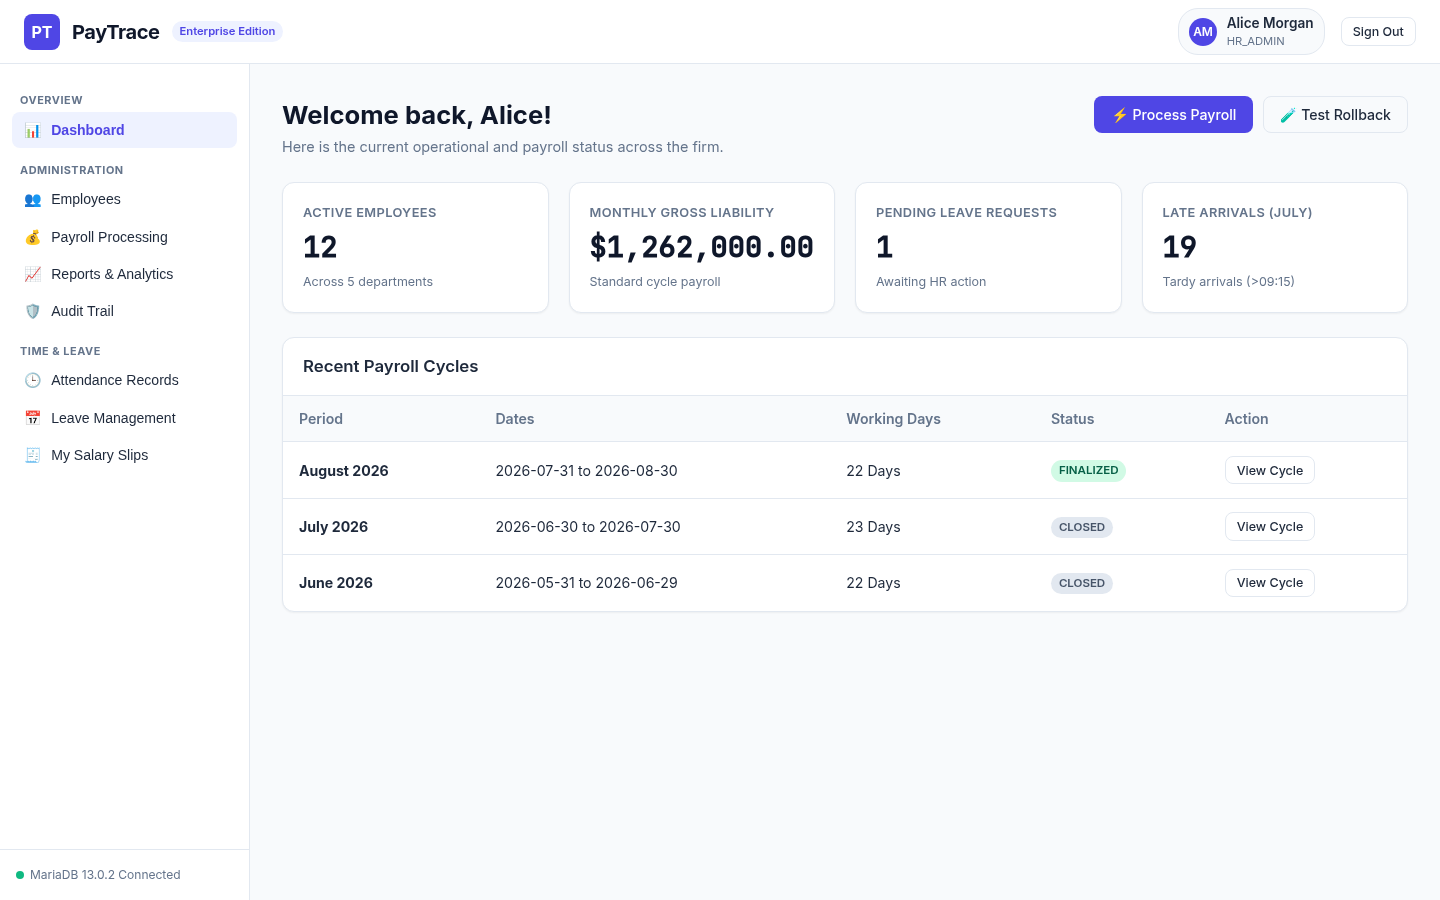 PT PayTrace Enterprise Edition
AM Alice Morgan
HR_ADMIN
Sign Out
OVERVIEW
Dashboard
ADMINISTRATION
Employees
Payroll Processing
Reports & Analytics
Audit Trail
TIME & LEAVE
Attendance Records
Leave Management
My Salary Slips
MariaDB 13.0.2 Connected
Welcome back, Alice!
Here is the current operational and payroll status across the firm.
Process Payroll
Test Rollback
ACTIVE EMPLOYEES
12
Across 5 departments
MONTHLY GROSS LIABILITY
$1,262,000.00
Standard cycle payroll
PENDING LEAVE REQUESTS
1
Awaiting HR action
LATE ARRIVALS (JULY)
19
Tardy arrivals (>09:15)
Recent Payroll Cycles
Period Dates Working Days Status Action
August 2026 2026-07-31 to 2026-08-30 22 Days FINALIZED View Cycle
July 2026 2026-06-30 to 2026-07-30 23 Days CLOSED View Cycle
June 2026 2026-05-31 to 2026-06-29 22 Days CLOSED View Cycle